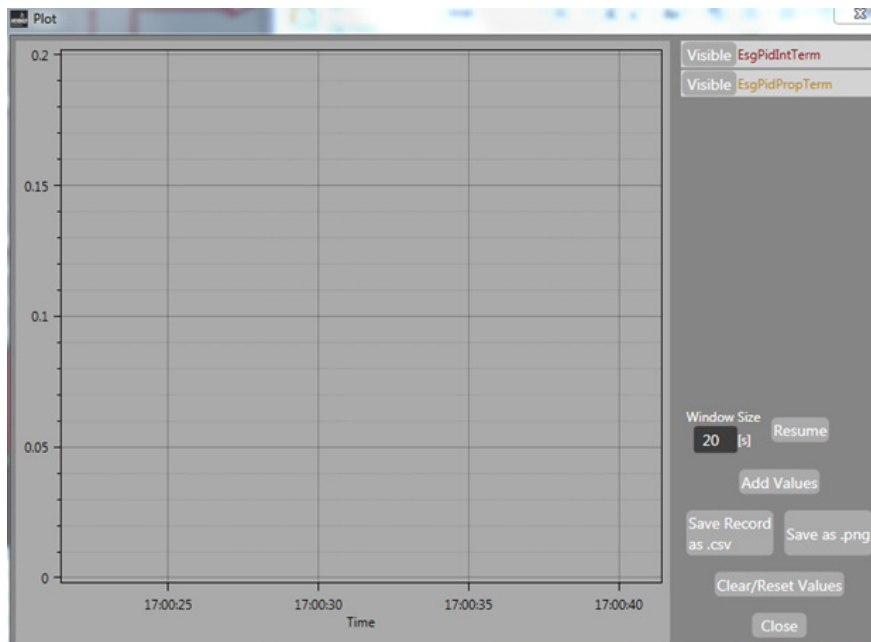 Plot
0.2
0.15
0.1
0.05
0
17:00:25 17:00:30 17:00:35 17:00:40
Time
Visible EsgPidIntTerm
Visible EsgPidPropTerm
Window Size
20 [s] Resume
Add Values
Save Record
as .csv
Save as .png
Clear/Reset Values
Close